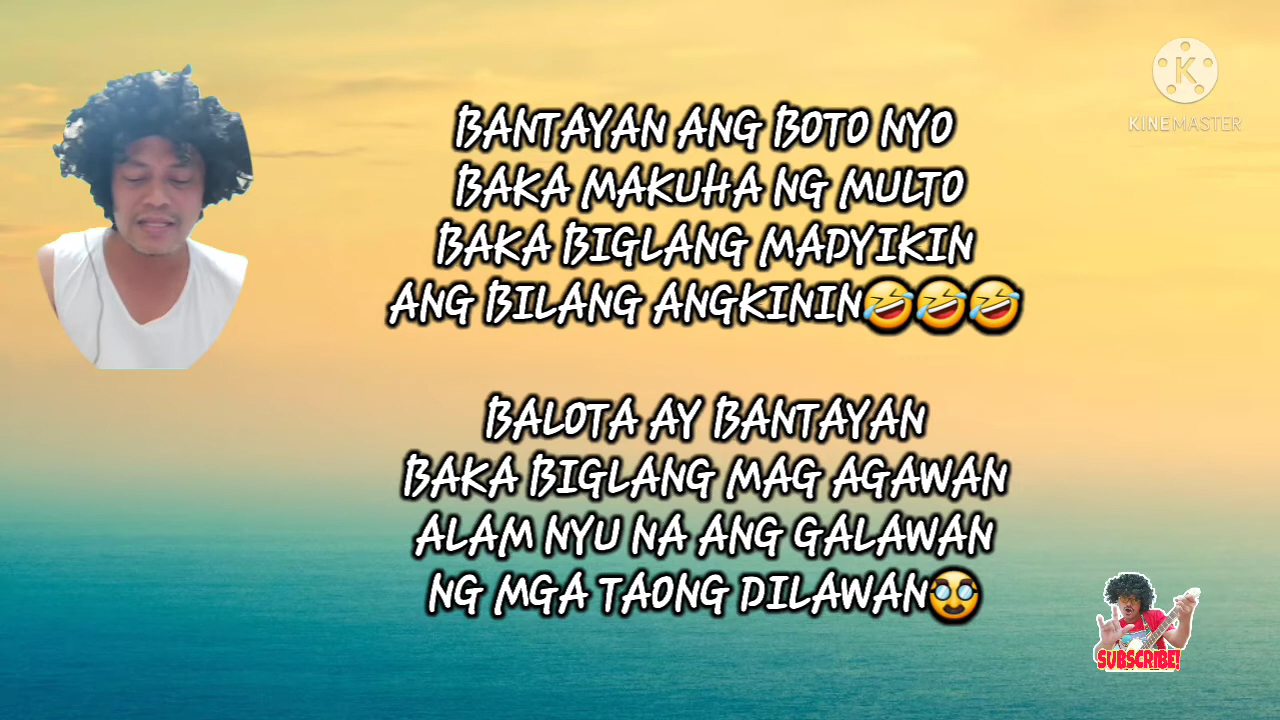 BANTAYAN ANG BOTO NYO
BAKA MAKUHA NG MULTO
BAKA BIGLANG MADYIKIN
ANG BILANG ANGKININ🤣🤣🤣
BALOTA AY BANTAYAN
BAKA BIGLANG MAG AGAWAN
ALAM NYU NA ANG GALAWAN
NG MGA TAONG DILAWAN🥸
K
KINEMASTER
SUBSCRIBE!